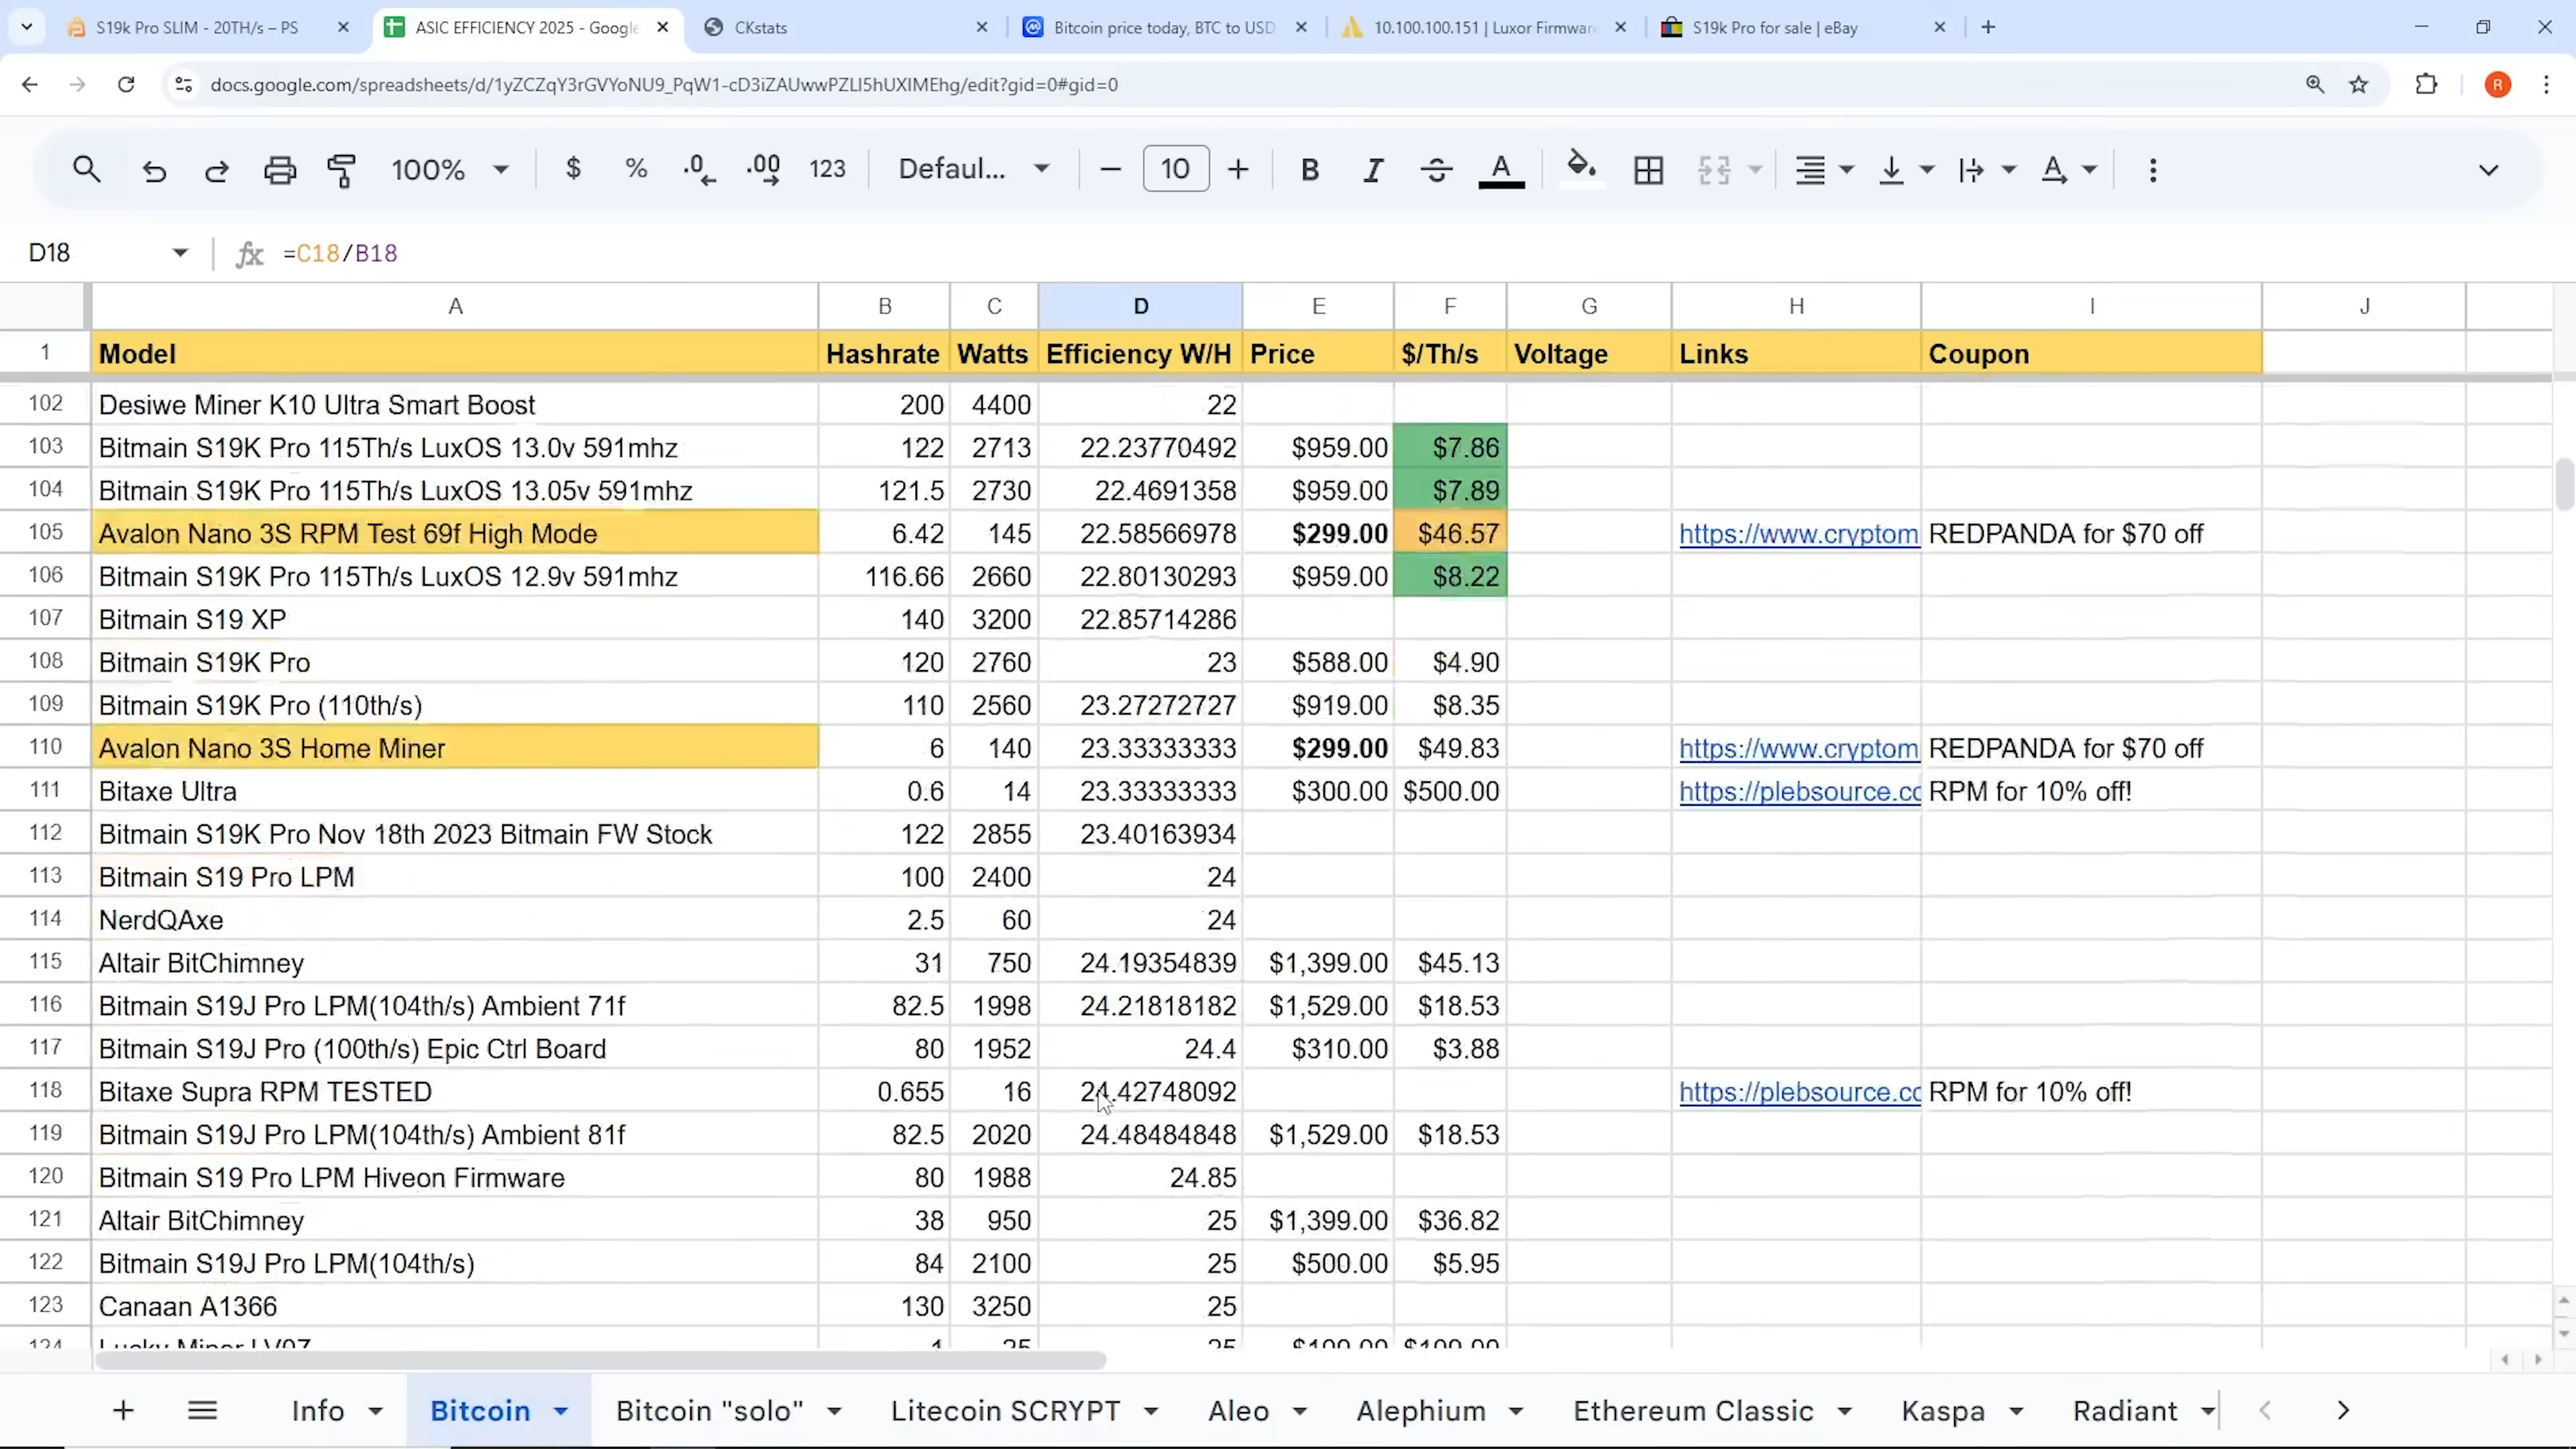 S19k Pro SLIM - 20TH/s – PS
ASIC EFFICIENCY 2025 - Google
CKstats
Bitcoin price today, BTC to USD
10.100.100.151 | Luxor Firmware
S19k Pro for sale | eBay
docs.google.com/spreadsheets/d/1yZCZqY3rGVYoNU9_PqW1-cD3iZAUwwPZLI5hUXIMEhg/edit?gid=0#gid=0
R
100% $ % .0 .00 123 Defaul... 10 B I A
D18 fx =C18/B18
A B C D E F G H I J
1 Model Hashrate Watts Efficiency W/H Price $/Th/s Voltage Links Coupon
102 Desiwe Miner K10 Ultra Smart Boost 200 4400 22
103 Bitmain S19K Pro 115Th/s LuxOS 13.0v 591mhz 122 2713 22.23770492 $959.00 $7.86
104 Bitmain S19K Pro 115Th/s LuxOS 13.05v 591mhz 121.5 2730 22.4691358 $959.00 $7.89
105 Avalon Nano 3S RPM Test 69f High Mode 6.42 145 22.58566978 $299.00 $46.57 https://www.cryptom REDPANDA for $70 off
106 Bitmain S19K Pro 115Th/s LuxOS 12.9v 591mhz 116.66 2660 22.80130293 $959.00 $8.22
107 Bitmain S19 XP 140 3200 22.85714286
108 Bitmain S19K Pro 120 2760 23 $588.00 $4.90
109 Bitmain S19K Pro (110th/s) 110 2560 23.27272727 $919.00 $8.35
110 Avalon Nano 3S Home Miner 6 140 23.33333333 $299.00 $49.83 https://www.cryptom REDPANDA for $70 off
111 Bitaxe Ultra 0.6 14 23.33333333 $300.00 $500.00 https://plebsource.cc RPM for 10% off!
112 Bitmain S19K Pro Nov 18th 2023 Bitmain FW Stock 122 2855 23.40163934
113 Bitmain S19 Pro LPM 100 2400 24
114 NerdQAxe 2.5 60 24
115 Altair BitChimney 31 750 24.19354839 $1,399.00 $45.13
116 Bitmain S19J Pro LPM(104th/s) Ambient 71f 82.5 1998 24.21818182 $1,529.00 $18.53
117 Bitmain S19J Pro (100th/s) Epic Ctrl Board 80 1952 24.4 $310.00 $3.88
118 Bitaxe Supra RPM TESTED 0.655 16 24.42748092 https://plebsource.cc RPM for 10% off!
119 Bitmain S19J Pro LPM(104th/s) Ambient 81f 82.5 2020 24.48484848 $1,529.00 $18.53
120 Bitmain S19 Pro LPM Hiveon Firmware 80 1988 24.85
121 Altair BitChimney 38 950 25 $1,399.00 $36.82
122 Bitmain S19J Pro LPM(104th/s) 84 2100 25 $500.00 $5.95
123 Canaan A1366 130 3250 25
124 Lucky Miner LV07 1 25 25
Info Bitcoin Bitcoin "solo" Litecoin SCRYPT Aleo Alephium Ethereum Classic Kaspa Radiant